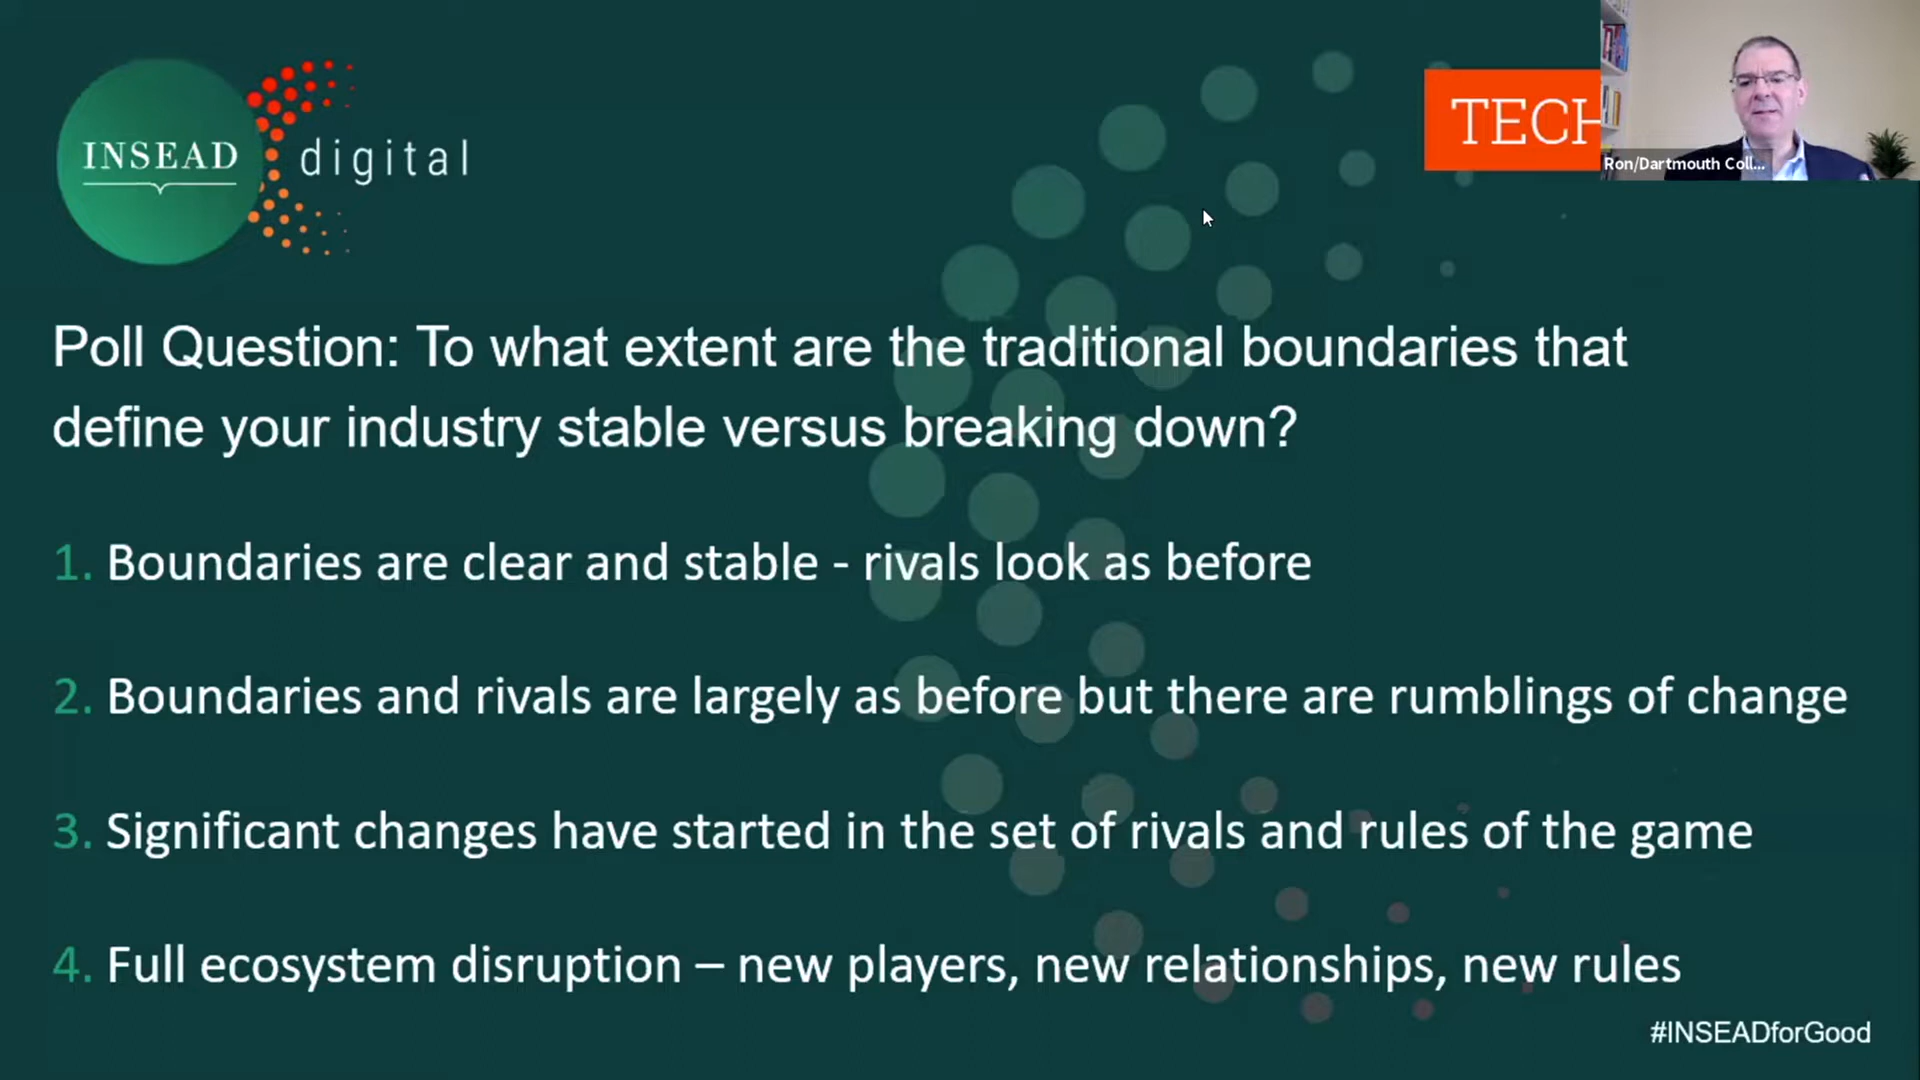 INSEAD
digital
TECH
Ron/Dartmouth Coll...
Poll Question: To what extent are the traditional boundaries that
define your industry stable versus breaking down?
1. Boundaries are clear and stable - rivals look as before
2. Boundaries and rivals are largely as before but there are rumblings of change
3. Significant changes have started in the set of rivals and rules of the game
4. Full ecosystem disruption – new players, new relationships, new rules
#INSEADforGood